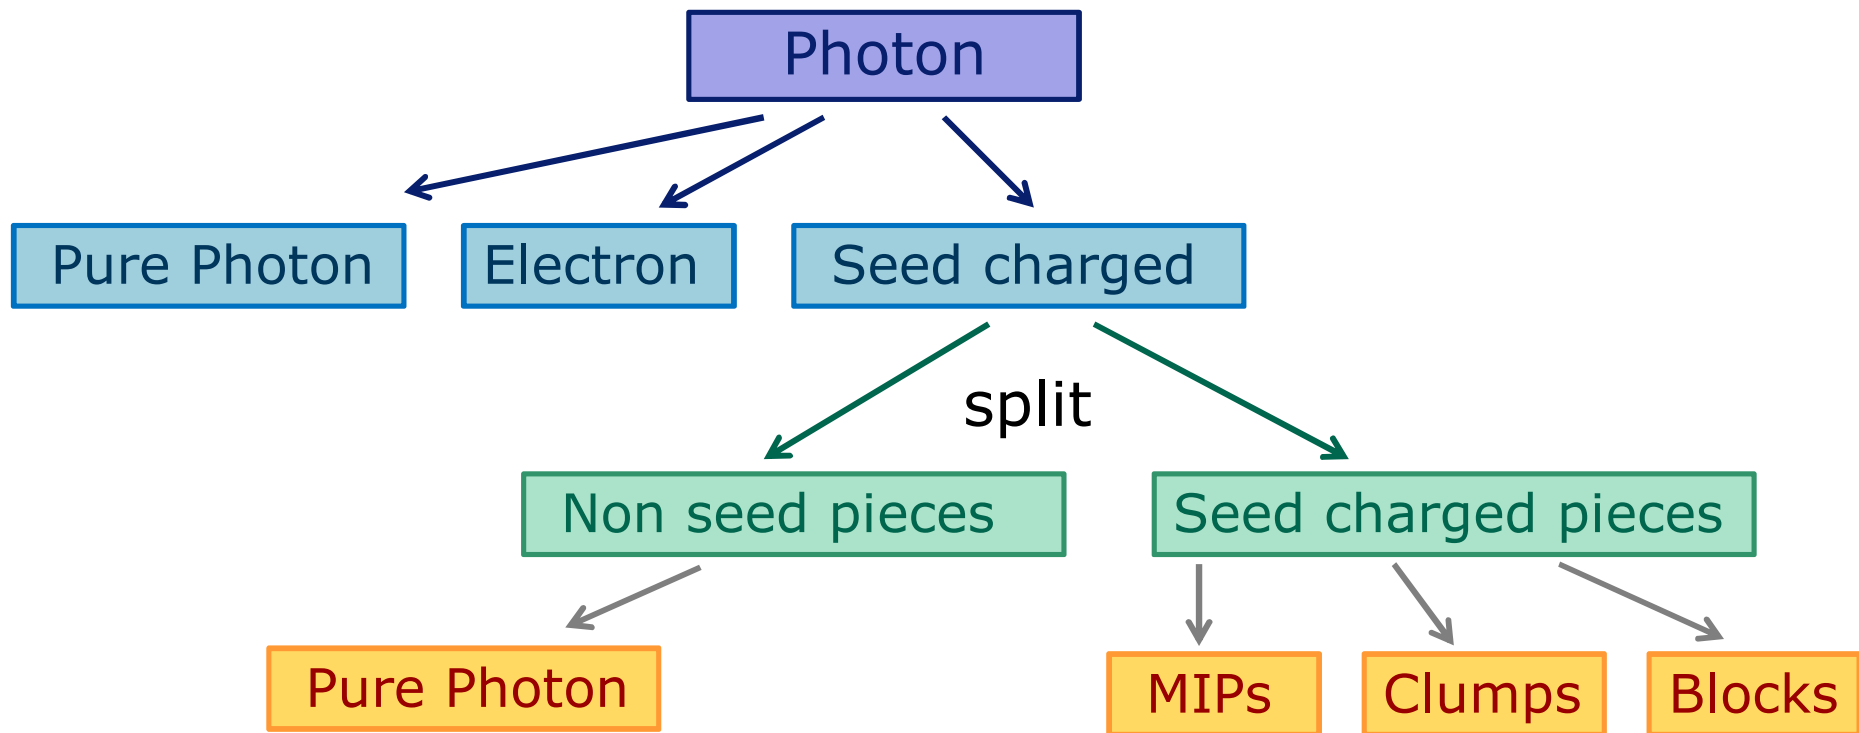 Photon
Pure Photon
Electron
Seed charged
split
Non seed pieces
Seed charged pieces
Pure Photon
MIPs
Clumps
Blocks